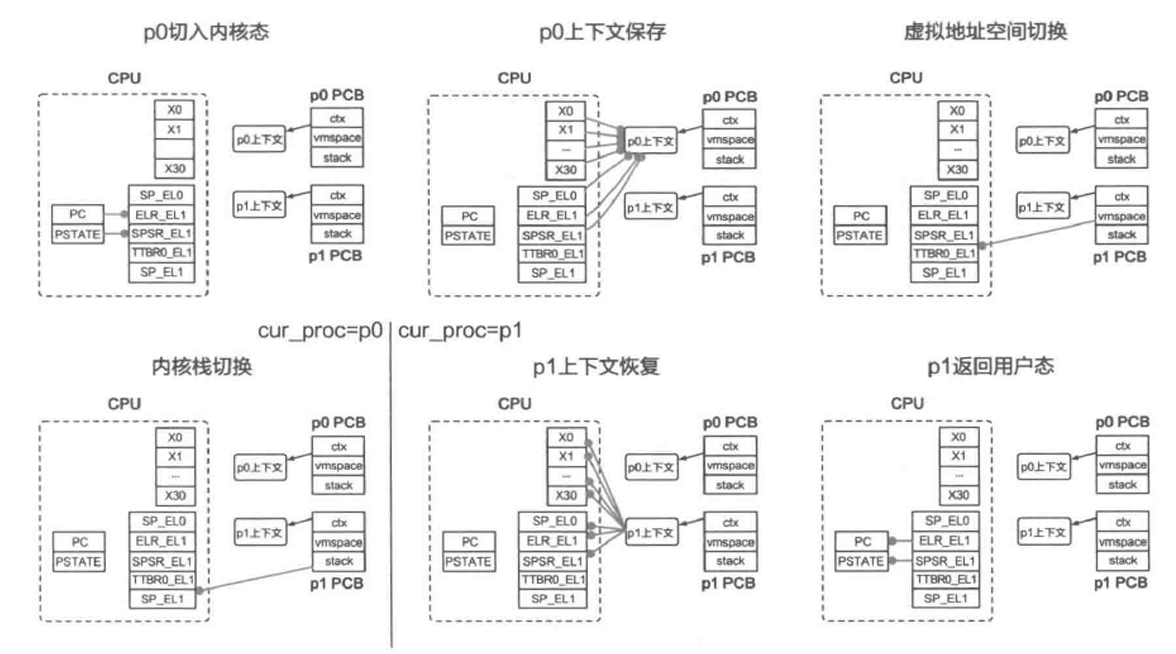 p0切入内核态
CPU
X0
X1
X30
SP_EL0
PC
ELR_EL1
PSTATE
SPSR_EL1
TTBR0_EL1
SP_EL1
p0 PCB
p0上下文
ctx
vmspace
stack
p1上下文
ctx
vmspace
stack
p1 PCB
p0上下文保存
CPU
X0
X1
...
X30
SP_EL0
PC
ELR_EL1
PSTATE
SPSR_EL1
TTBR0_EL1
SP_EL1
p0 PCB
p0上下文
ctx
vmspace
stack
p1上下文
ctx
vmspace
stack
p1 PCB
虚拟地址空间切换
CPU
X0
X1
...
X30
SP_EL0
PC
ELR_EL1
PSTATE
SPSR_EL1
TTBR0_EL1
SP_EL1
p0 PCB
p0上下文
ctx
vmspace
stack
p1上下文
ctx
vmspace
stack
p1 PCB
cur_proc=p0
cur_proc=p1
内核栈切换
CPU
X0
X1
...
X30
SP_EL0
PC
ELR_EL1
PSTATE
SPSR_EL1
TTBR0_EL1
SP_EL1
p0 PCB
p0上下文
ctx
vmspace
stack
p1上下文
ctx
vmspace
stack
p1 PCB
p1上下文恢复
CPU
X0
X1
...
X30
SP_EL0
PC
ELR_EL1
PSTATE
SPSR_EL1
TTBR0_EL1
SP_EL1
p0 PCB
p0上下文
ctx
vmspace
stack
p1上下文
ctx
vmspace
stack
p1 PCB
p1返回用户态
CPU
X0
X1
...
X30
SP_EL0
PC
ELR_EL1
PSTATE
SPSR_EL1
TTBR0_EL1
SP_EL1
p0 PCB
p0上下文
ctx
vmspace
stack
p1上下文
ctx
vmspace
stack
p1 PCB